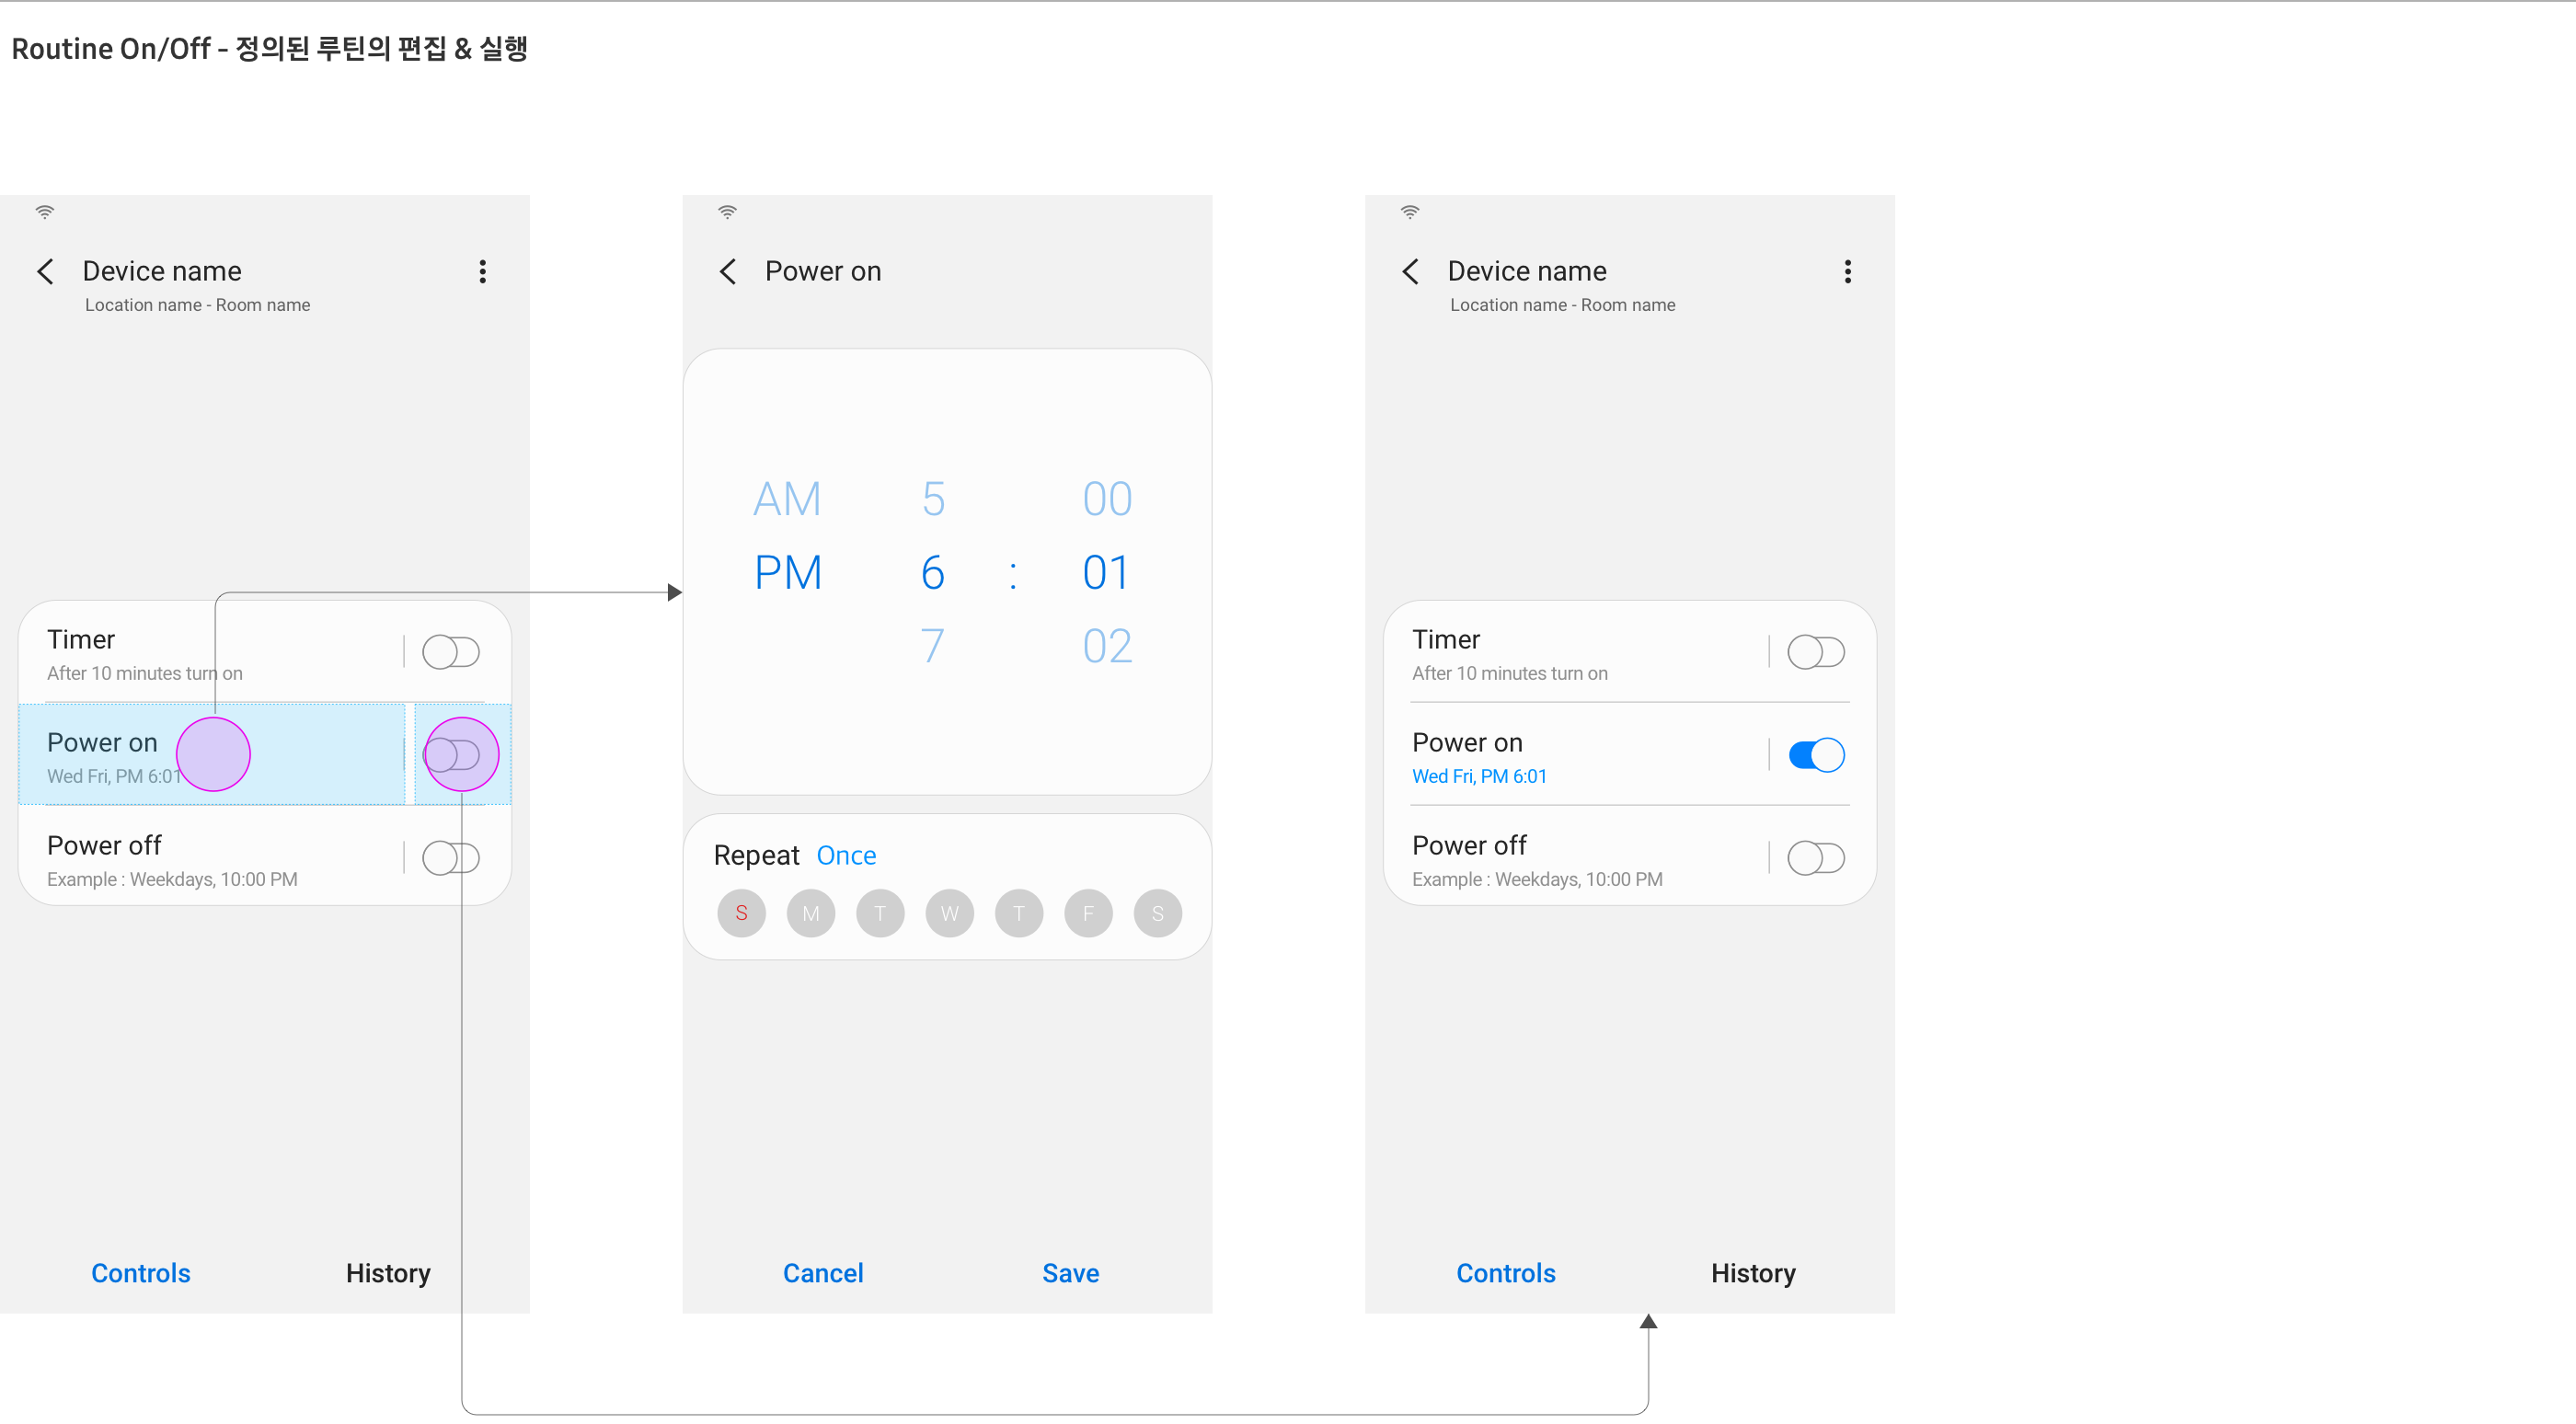 Routine On/Off - 정의된 루틴의 편집 & 실행
Device name
Location name - Room name
Timer
After 10 minutes turn on
Power on
Wed Fri, PM 6:01
Power off
Example : Weekdays, 10:00 PM
Controls
History
Power on
AM 5 00
PM 6 : 01
7 02
Repeat Once
S M T W T F S
Cancel
Save
Device name
Location name - Room name
Timer
After 10 minutes turn on
Power on
Wed Fri, PM 6:01
Power off
Example : Weekdays, 10:00 PM
Controls
History